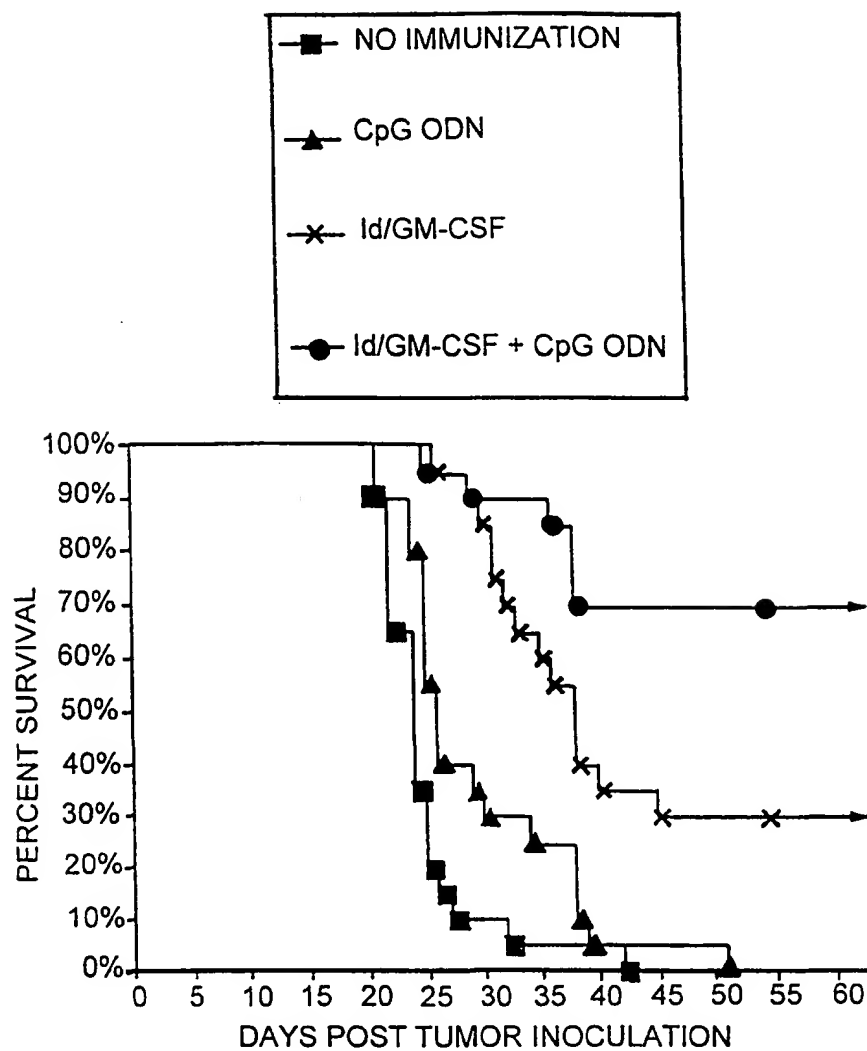 NO IMMUNIZATION
CpG ODN
Id/GM-CSF
Id/GM-CSF + CpG ODN
100%
90%
80%
70%
60%
50%
40%
30%
20%
10%
0%
PERCENT SURVIVAL
0 5 10 15 20 25 30 35 40 45 50 55 60
DAYS POST TUMOR INOCULATION